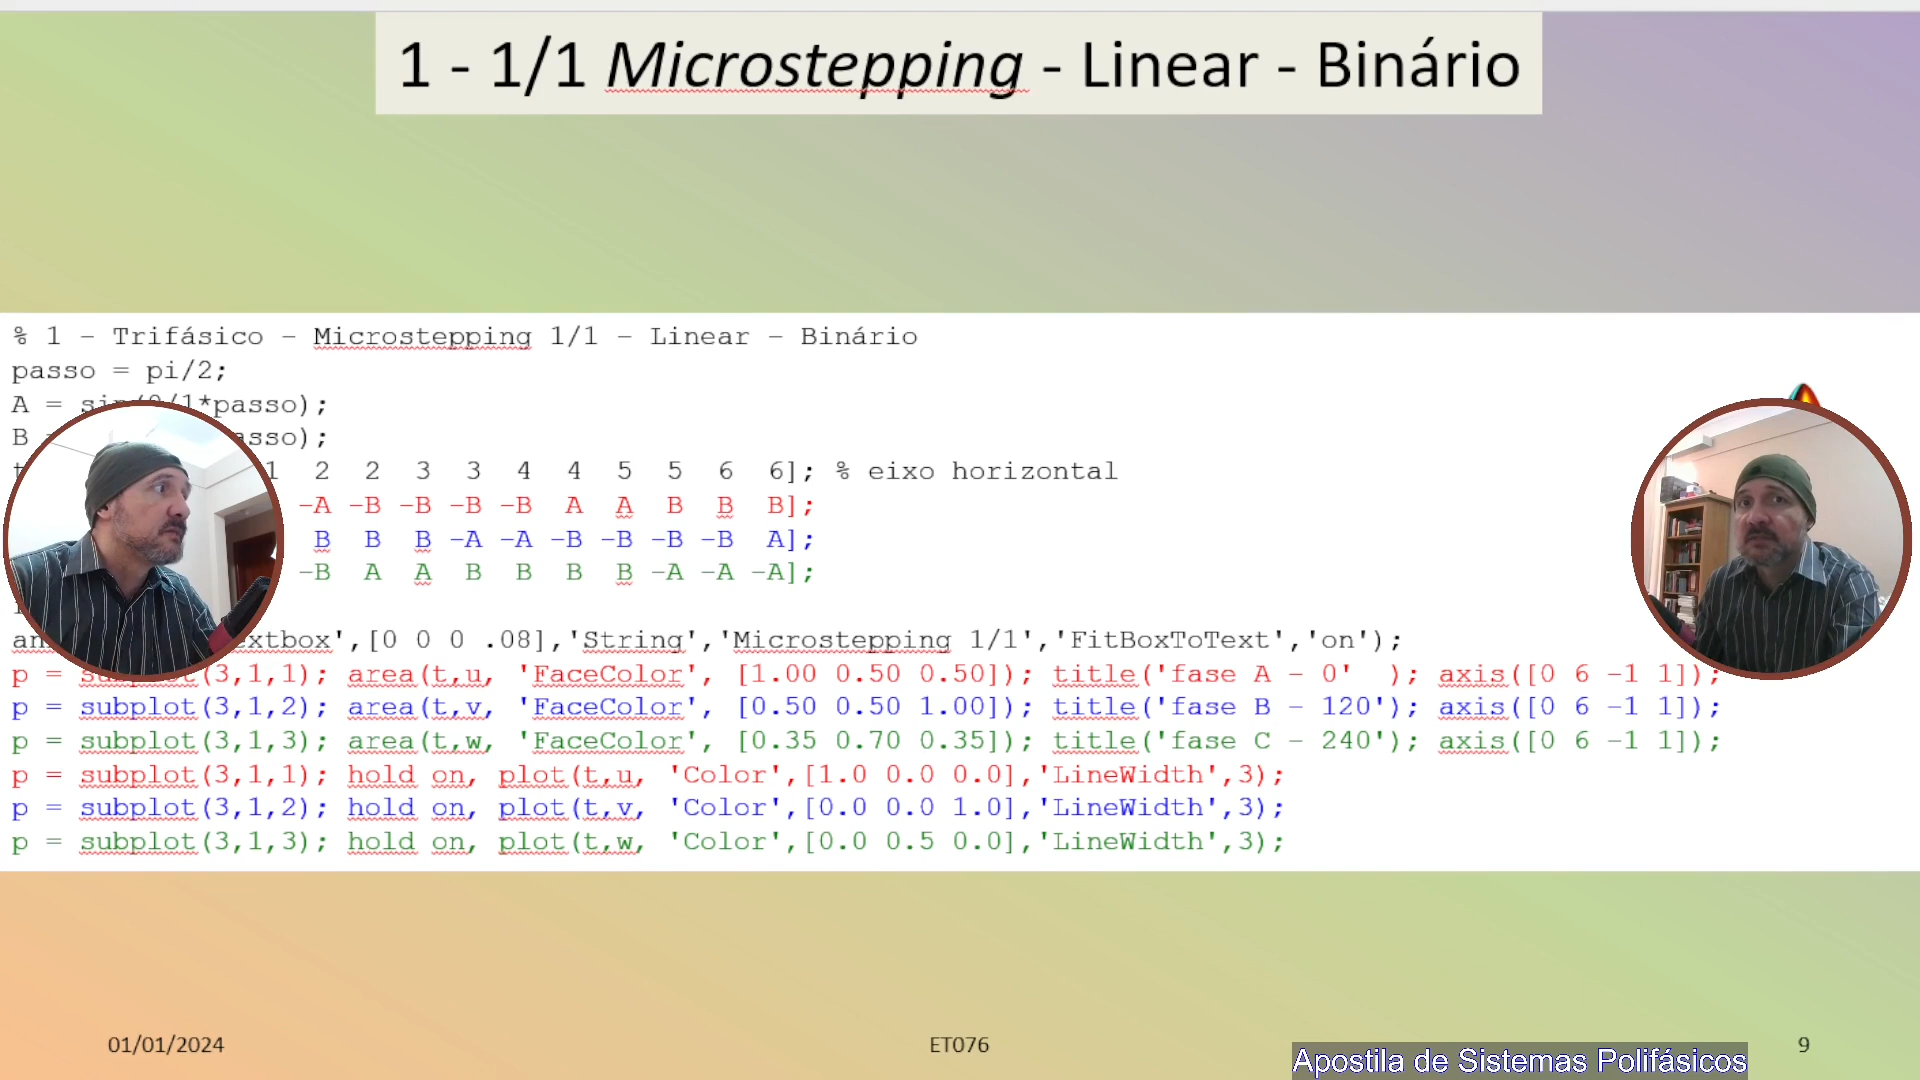 1 - 1/1 Microstepping - Linear - Binário
% 1 - Trifásico - Microstepping 1/1 - Linear - Binário
passo = pi/2;
A = sin(0/1*passo);
B asso);
1 2 2 3 3 4 4 5 5 6 6]; % eixo horizontal
-A -B -B -B -B A A B B B];
B B B -A -A -B -B -B -B A];
-B A A B B B B -A -A -A];
an extbox',[0 0 0 .08],'String','Microstepping 1/1','FitBoxToText','on');
p = subplot(3,1,1); area(t,u, 'FaceColor', [1.00 0.50 0.50]); title('fase A - 0' ); axis([0 6 -1 1]);
p = subplot(3,1,2); area(t,v, 'FaceColor', [0.50 0.50 1.00]); title('fase B - 120'); axis([0 6 -1 1]);
p = subplot(3,1,3); area(t,w, 'FaceColor', [0.35 0.70 0.35]); title('fase C - 240'); axis([0 6 -1 1]);
p = subplot(3,1,1); hold on, plot(t,u, 'Color',[1.0 0.0 0.0],'LineWidth',3);
p = subplot(3,1,2); hold on, plot(t,v, 'Color',[0.0 0.0 1.0],'LineWidth',3);
p = subplot(3,1,3); hold on, plot(t,w, 'Color',[0.0 0.5 0.0],'LineWidth',3);
01/01/2024
ET076
Apostila de Sistemas Polifásicos
9